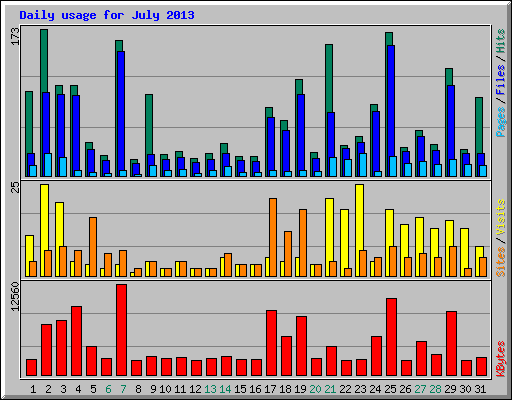 Daily usage for July 2013
173
Pages / Files / Hits
25
Sites / Visits
12560
KBytes
1 2 3 4 5 6 7 8 9 10 11 12 13 14 15 16 17 18 19 20 21 22 23 24 25 26 27 28 29 30 31